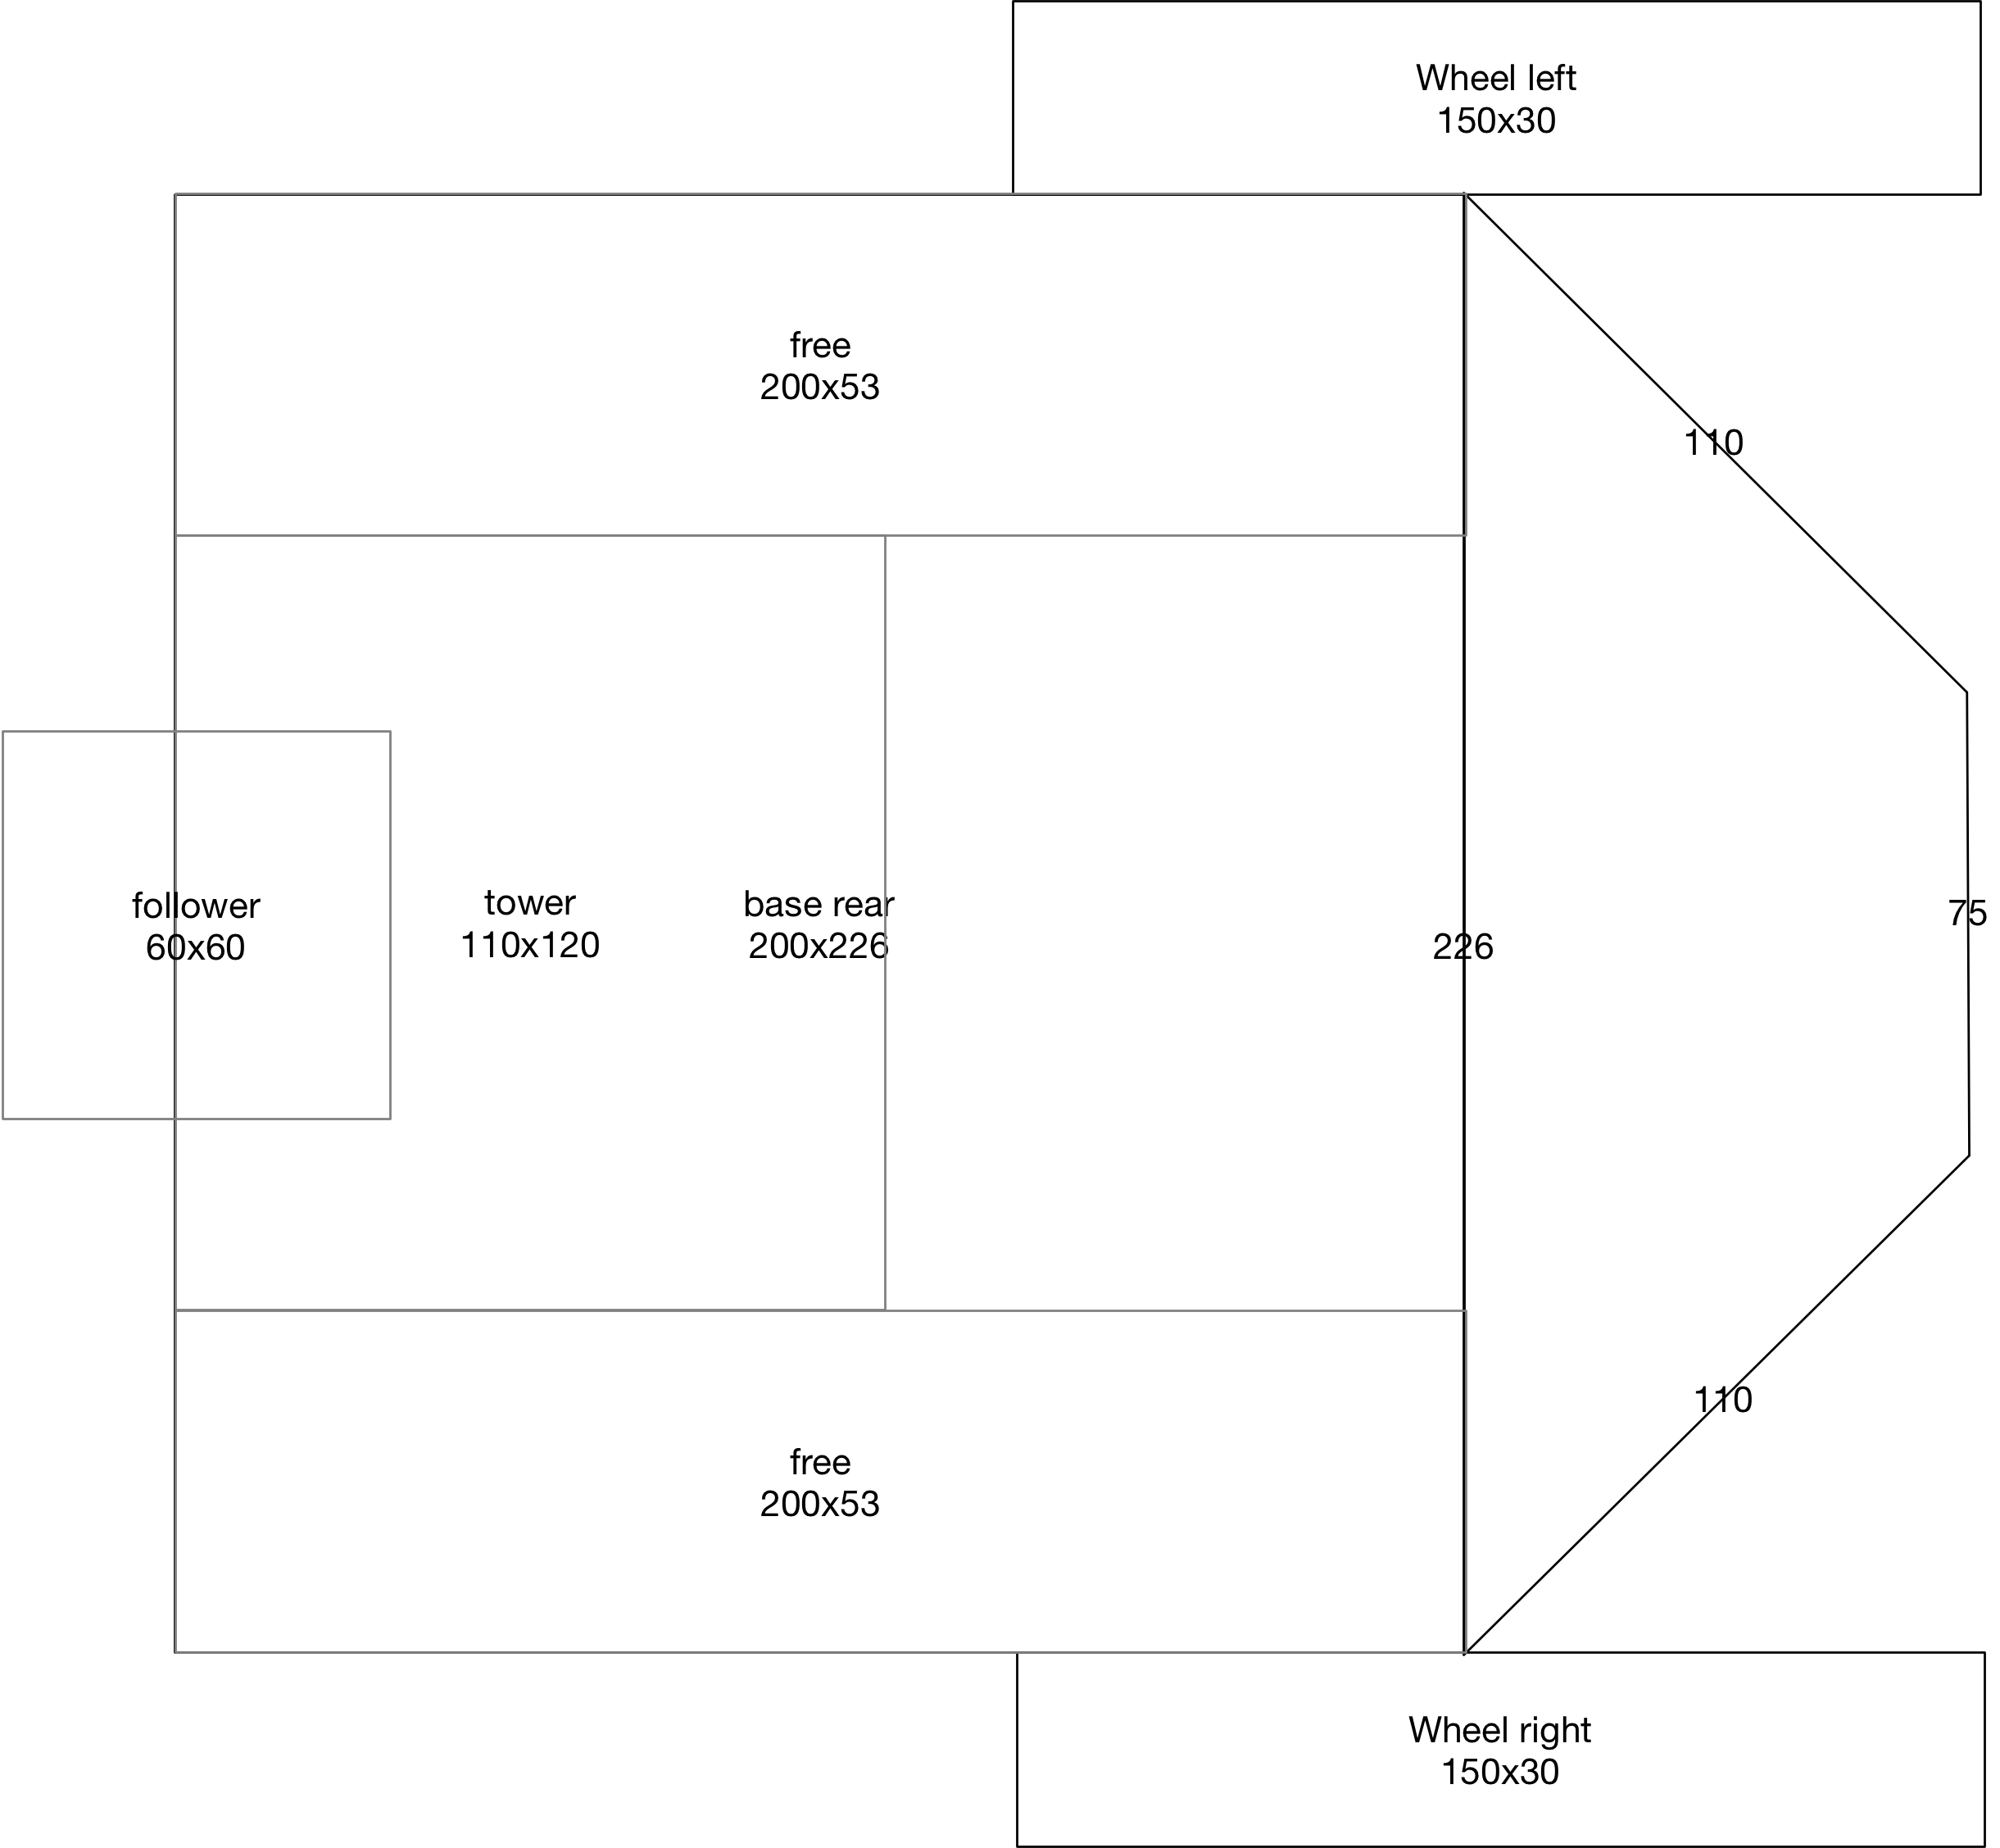 Wheel left
150x30
free
200x53
110
follower
60x60
tower
110x120
base rear
200x226
226
75
110
free
200x53
Wheel right
150x30